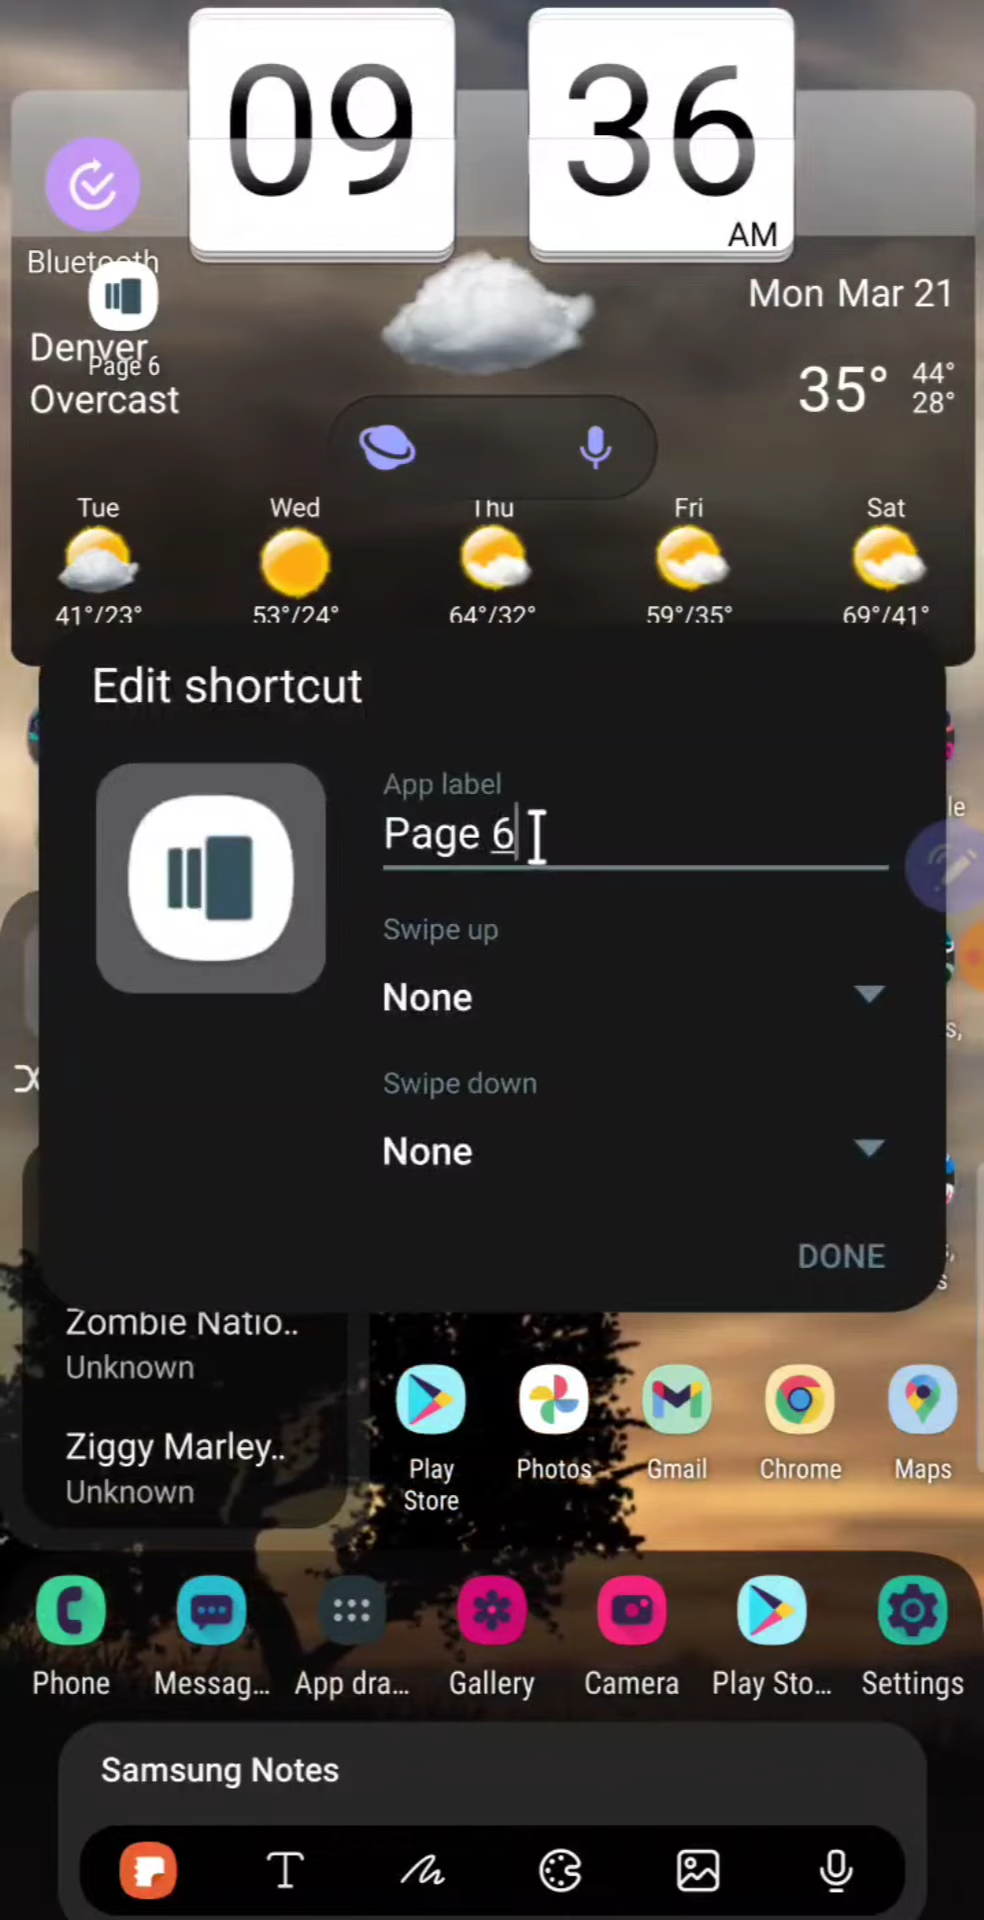 09 36
AM
Bluetooth
Mon Mar 21
Denver
Page 6
Overcast
35° 44°
28°
Tue Wed Thu Fri Sat
41°/23° 53°/24° 64°/32° 59°/35° 69°/41°
Edit shortcut
App label
le
Page 6
Swipe up
None
s,
Swipe down
None
DONE
s
Zombie Natio..
Unknown
Ziggy Marley..
Unknown
Play Photos Gmail Chrome Maps
Store
Phone Messag... App dra... Gallery Camera Play Sto... Settings
Samsung Notes